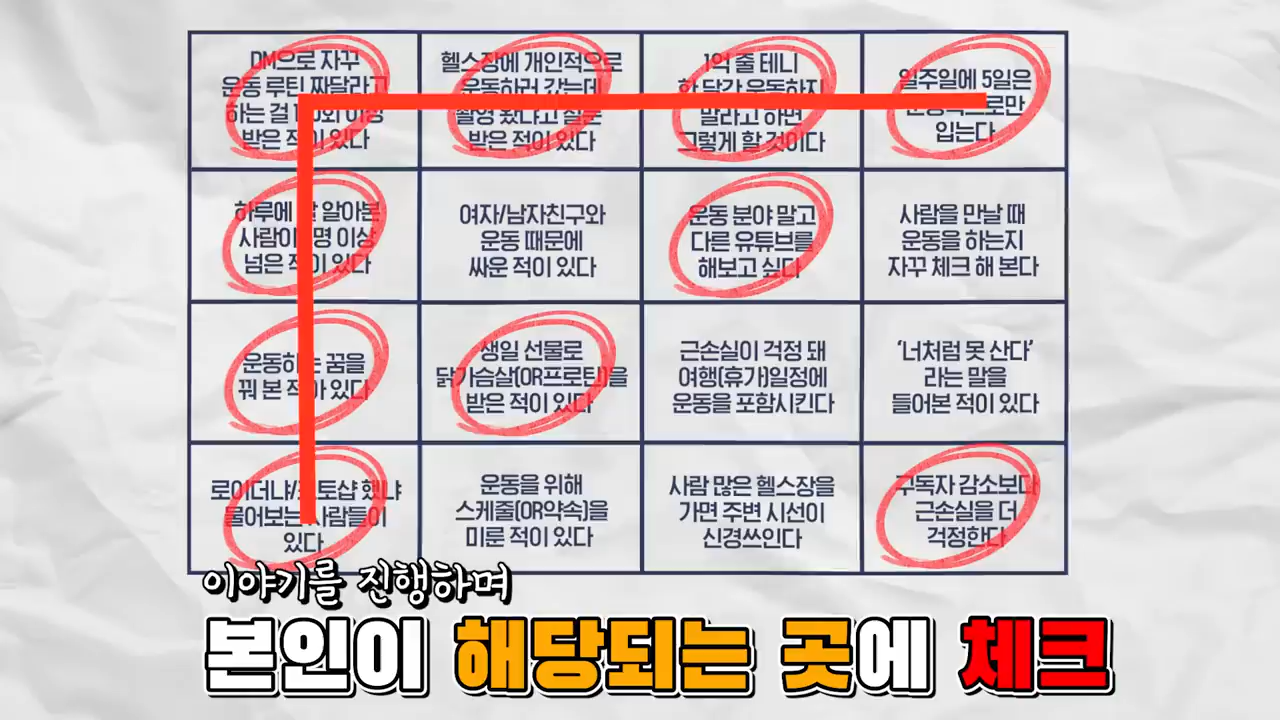 DM으로 자꾸
운동 루틴 짜달라고
하는 걸 이상
받은 적이 있다
헬스장에 개인적으로
운동하러 갔는데
촬영 왔냐고 질문
받은 적이 있다
1억 줄 테니
한 달간 운동하지
말라고 하면
그렇게 할 것이다
일주일에 5일은
운동복으로만
입는다
하루에 알아본
사람이 명 이상
넘은 적이 있다
여자/남자친구와
운동 때문에
싸운 적이 있다
운동 분야 말고
다른 유튜브를
해보고 싶다
사람을 만날 때
운동을 하는지
자꾸 체크 해 본다
운동하는 꿈을
꿔 본 적이 있다
생일 선물로
닭가슴살(OR프로틴)을
받은 적이 있다
근손실이 걱정 돼
여행(휴가)일정에
운동을 포함시킨다
‘너처럼 못 산다’
라는 말을
들어본 적이 있다
로이더냐/포토샵 했냐
물어보는 사람들이
있다
운동을 위해
스케줄(OR약속)을
미룬 적이 있다
사람 많은 헬스장을
가면 주변 시선이
신경쓰인다
구독자 감소보다
근손실을 더
걱정한다
이야기를 진행하며
본인이 해당되는 곳에 체크